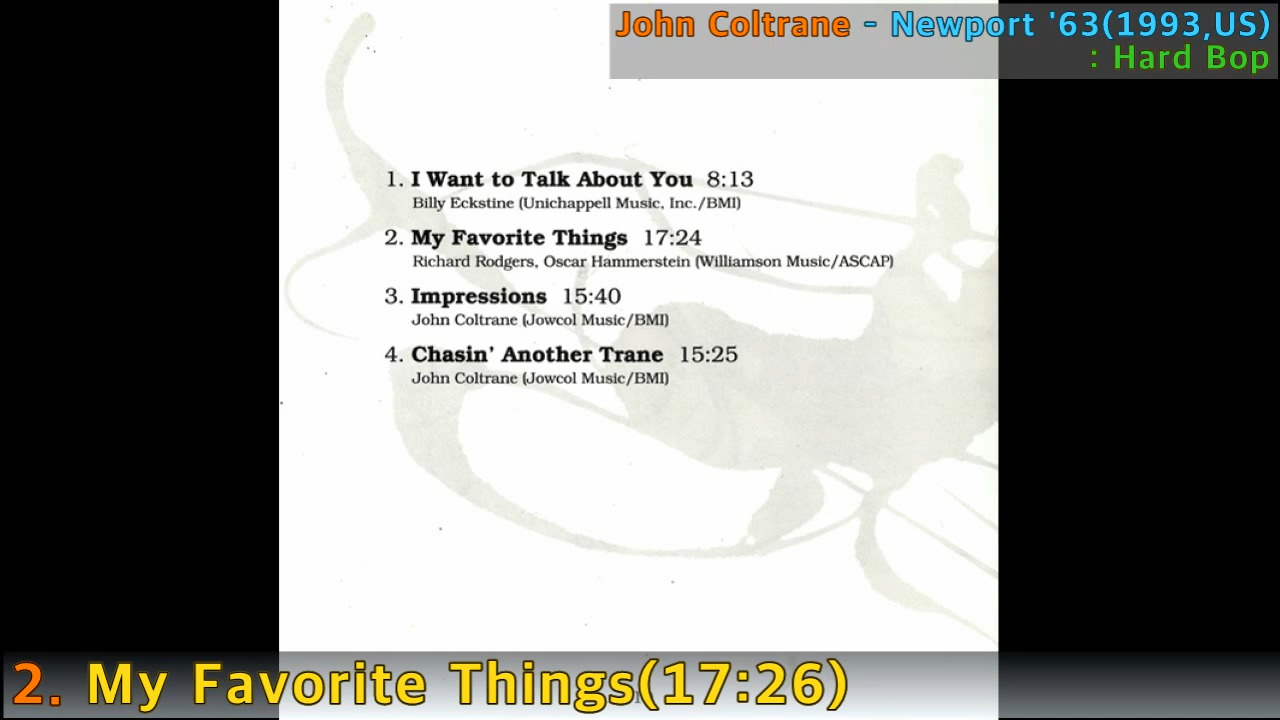 John Coltrane - Newport '63(1993,US)
: Hard Bop
1. I Want to Talk About You 8:13
Billy Eckstine (Unichappell Music, Inc./BMI)
2. My Favorite Things 17:24
Richard Rodgers, Oscar Hammerstein (Williamson Music/ASCAP)
3. Impressions 15:40
John Coltrane (Jowcol Music/BMI)
4. Chasin' Another Trane 15:25
John Coltrane (Jowcol Music/BMI)
2. My Favorite Things(17:26)